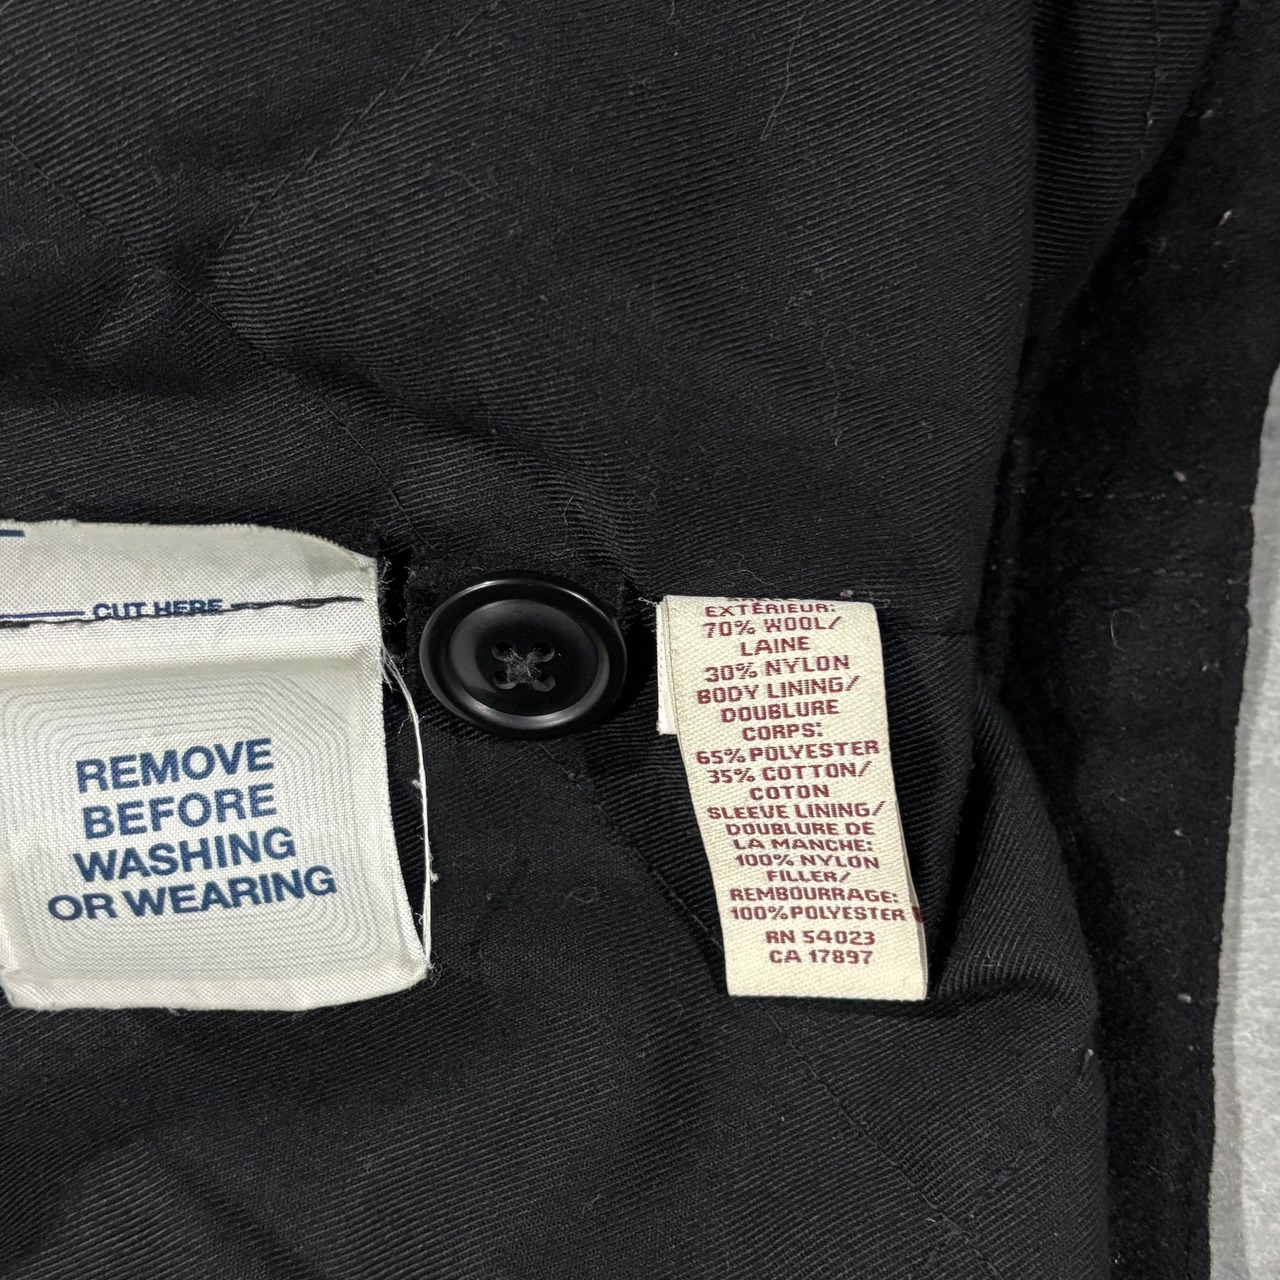 CUT HERE
REMOVE
BEFORE
WASHING
OR WEARING
EXTÉRIEUR:
70% WOOL/
LAINE
30% NYLON
BODY LINING/
DOUBLURE
CORPS:
65% POLYESTER
35% COTTON/
COTON
SLEEVE LINING/
DOUBLURE DE
LA MANCHE:
100% NYLON
FILLER/
REMBOURRAGE:
100% POLYESTER
RN 54023
CA 17897